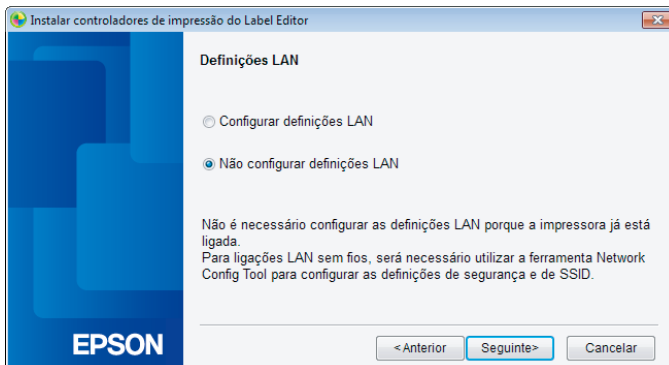 Instalar controladores de impressão do Label Editor
Definições LAN
Configurar definições LAN
Não configurar definições LAN
Não é necessário configurar as definições LAN porque a impressora já está
ligada.
Para ligações LAN sem fios, será necessário utilizar a ferramenta Network
Config Tool para configurar as definições de segurança e de SSID.
EPSON
<Anterior
Seguinte>
Cancelar